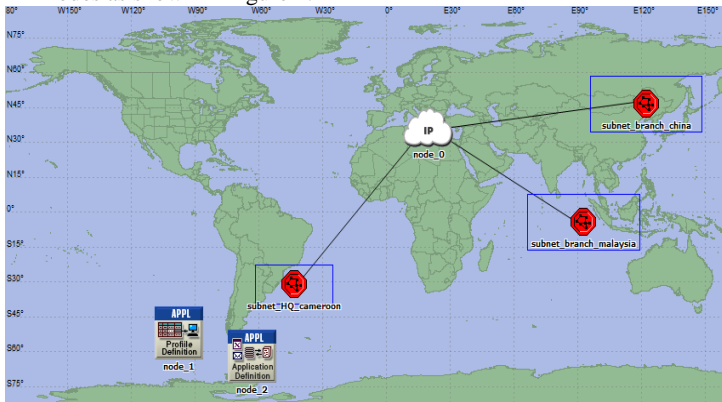 80° W150° W120° W90° W60° W30° 0° E30° E60° E90° E120° E150°
N75°
N60°
N45°
subnet_branch_china
IP
N30°
node_0
N15°
0°
S15°
subnet_branch_malaysia
S30°
subnet_HQ_cameroon
S45°
APPL
Profile
Definition
node_1
APPL
Application
Definition
node_2
S60°
S75°